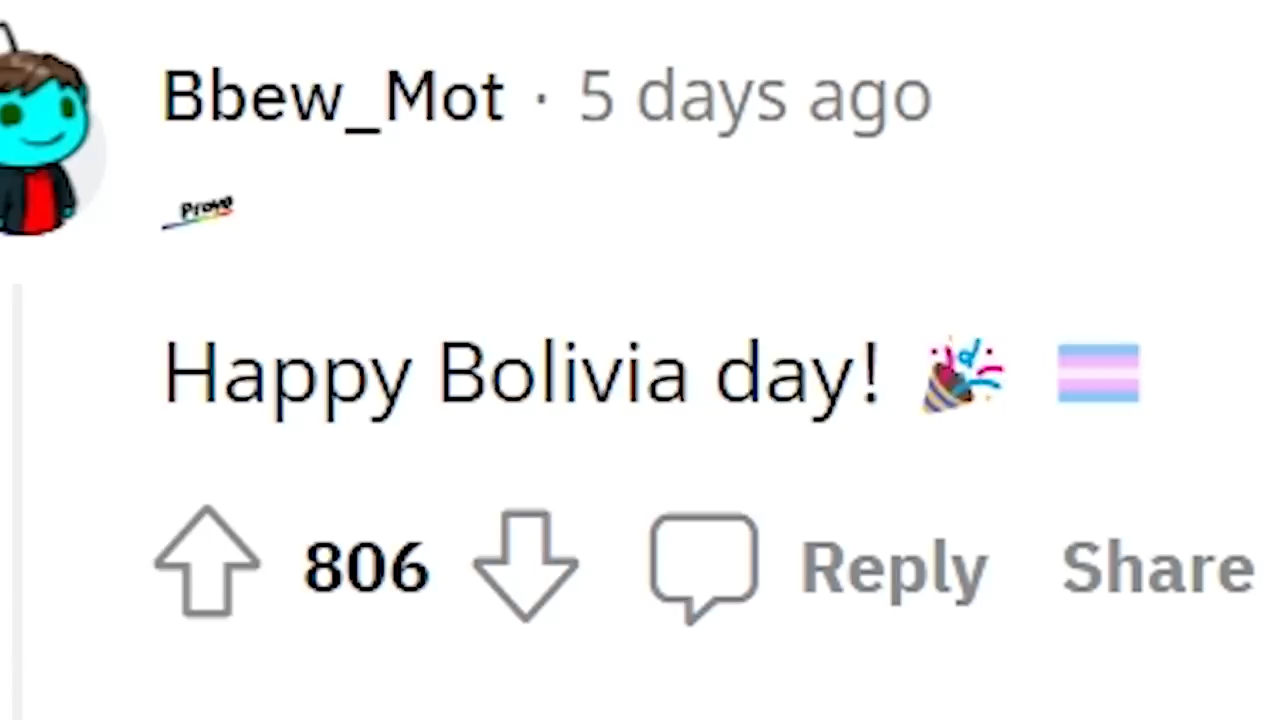 Bbew_Mot · 5 days ago
Happy Bolivia day! 🎉 🏳️‍⚧️
806 Reply Share